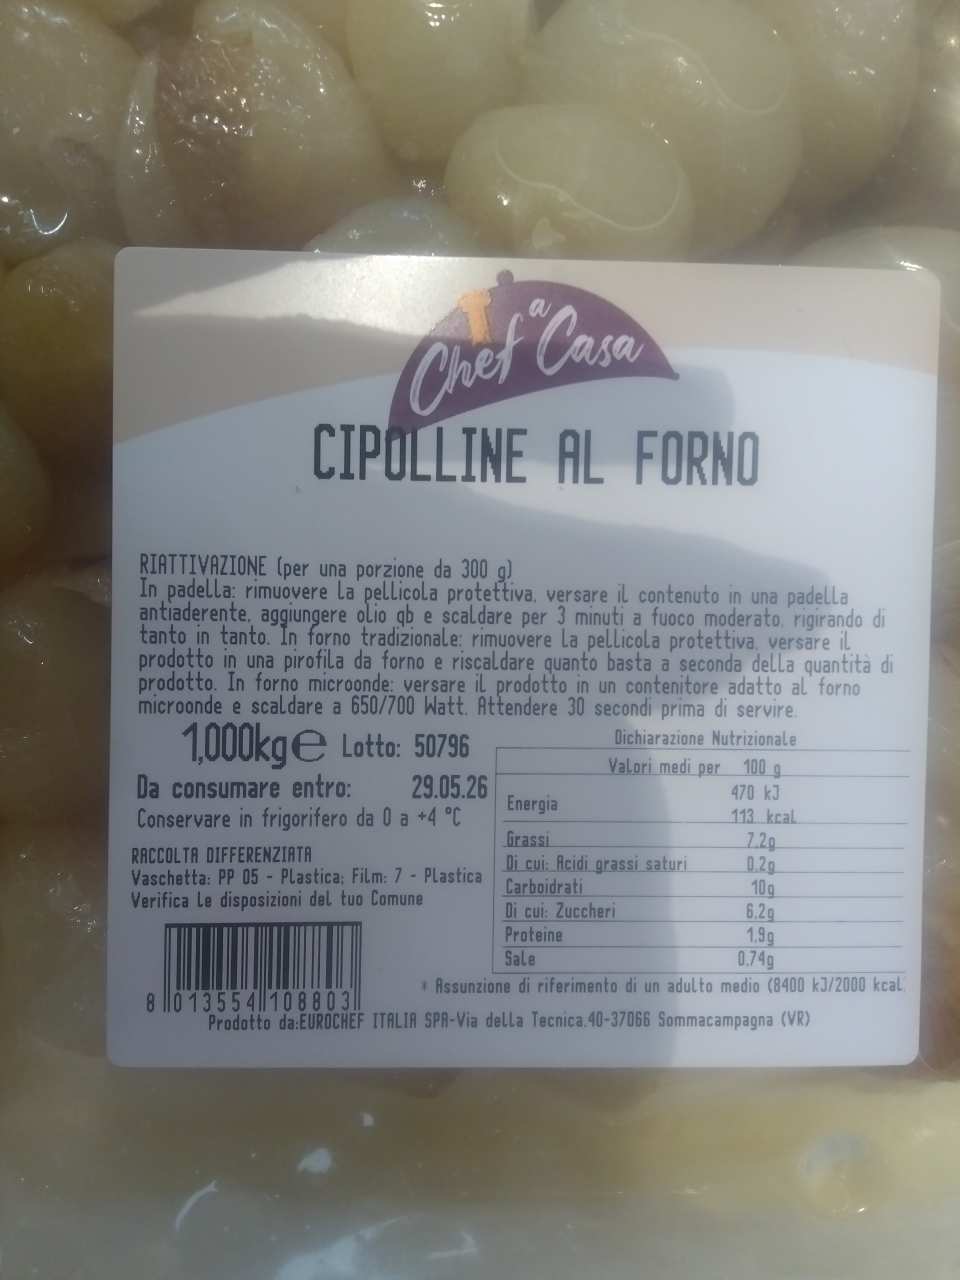 Chef a Casa
CIPOLLINE AL FORNO
RIATTIVAZIONE (per una porzione da 300 g)
In padella: rimuovere la pellicola protettiva, versare il contenuto in una padella
antiaderente, aggiungere olio qb e scaldare per 3 minuti a fuoco moderato, rigirando di
tanto in tanto. In forno tradizionale: rimuovere la pellicola protettiva, versare il
prodotto in una pirofila da forno e riscaldare quanto basta a seconda della quantità di
prodotto. In forno microonde: versare il prodotto in un contenitore adatto al forno
microonde e scaldare a 650/700 Watt. Attendere 30 secondi prima di servire.
1,000kg e Lotto: 50796
Da consumare entro: 29.05.26
Conservare in frigorifero da 0 a +4 °C
RACCOLTA DIFFERENZIATA
Vaschetta: PP 05 - Plastica; Film: 7 - Plastica
Verifica le disposizioni del tuo Comune
Dichiarazione Nutrizionale
Valori medi per 100 g
Energia 470 kJ
113 kcal
Grassi 7.2g
Di cui: Acidi grassi saturi 0.2g
Carboidrati 10g
Di cui: Zuccheri 6.2g
Proteine 1.9g
Sale 0.74g
* Assunzione di riferimento di un adulto medio (8400 kJ/2000 kcal)
8 013554 108803
Prodotto da:EUROCHEF ITALIA SPA-Via della Tecnica.40-37066 Sommacampagna (VR)